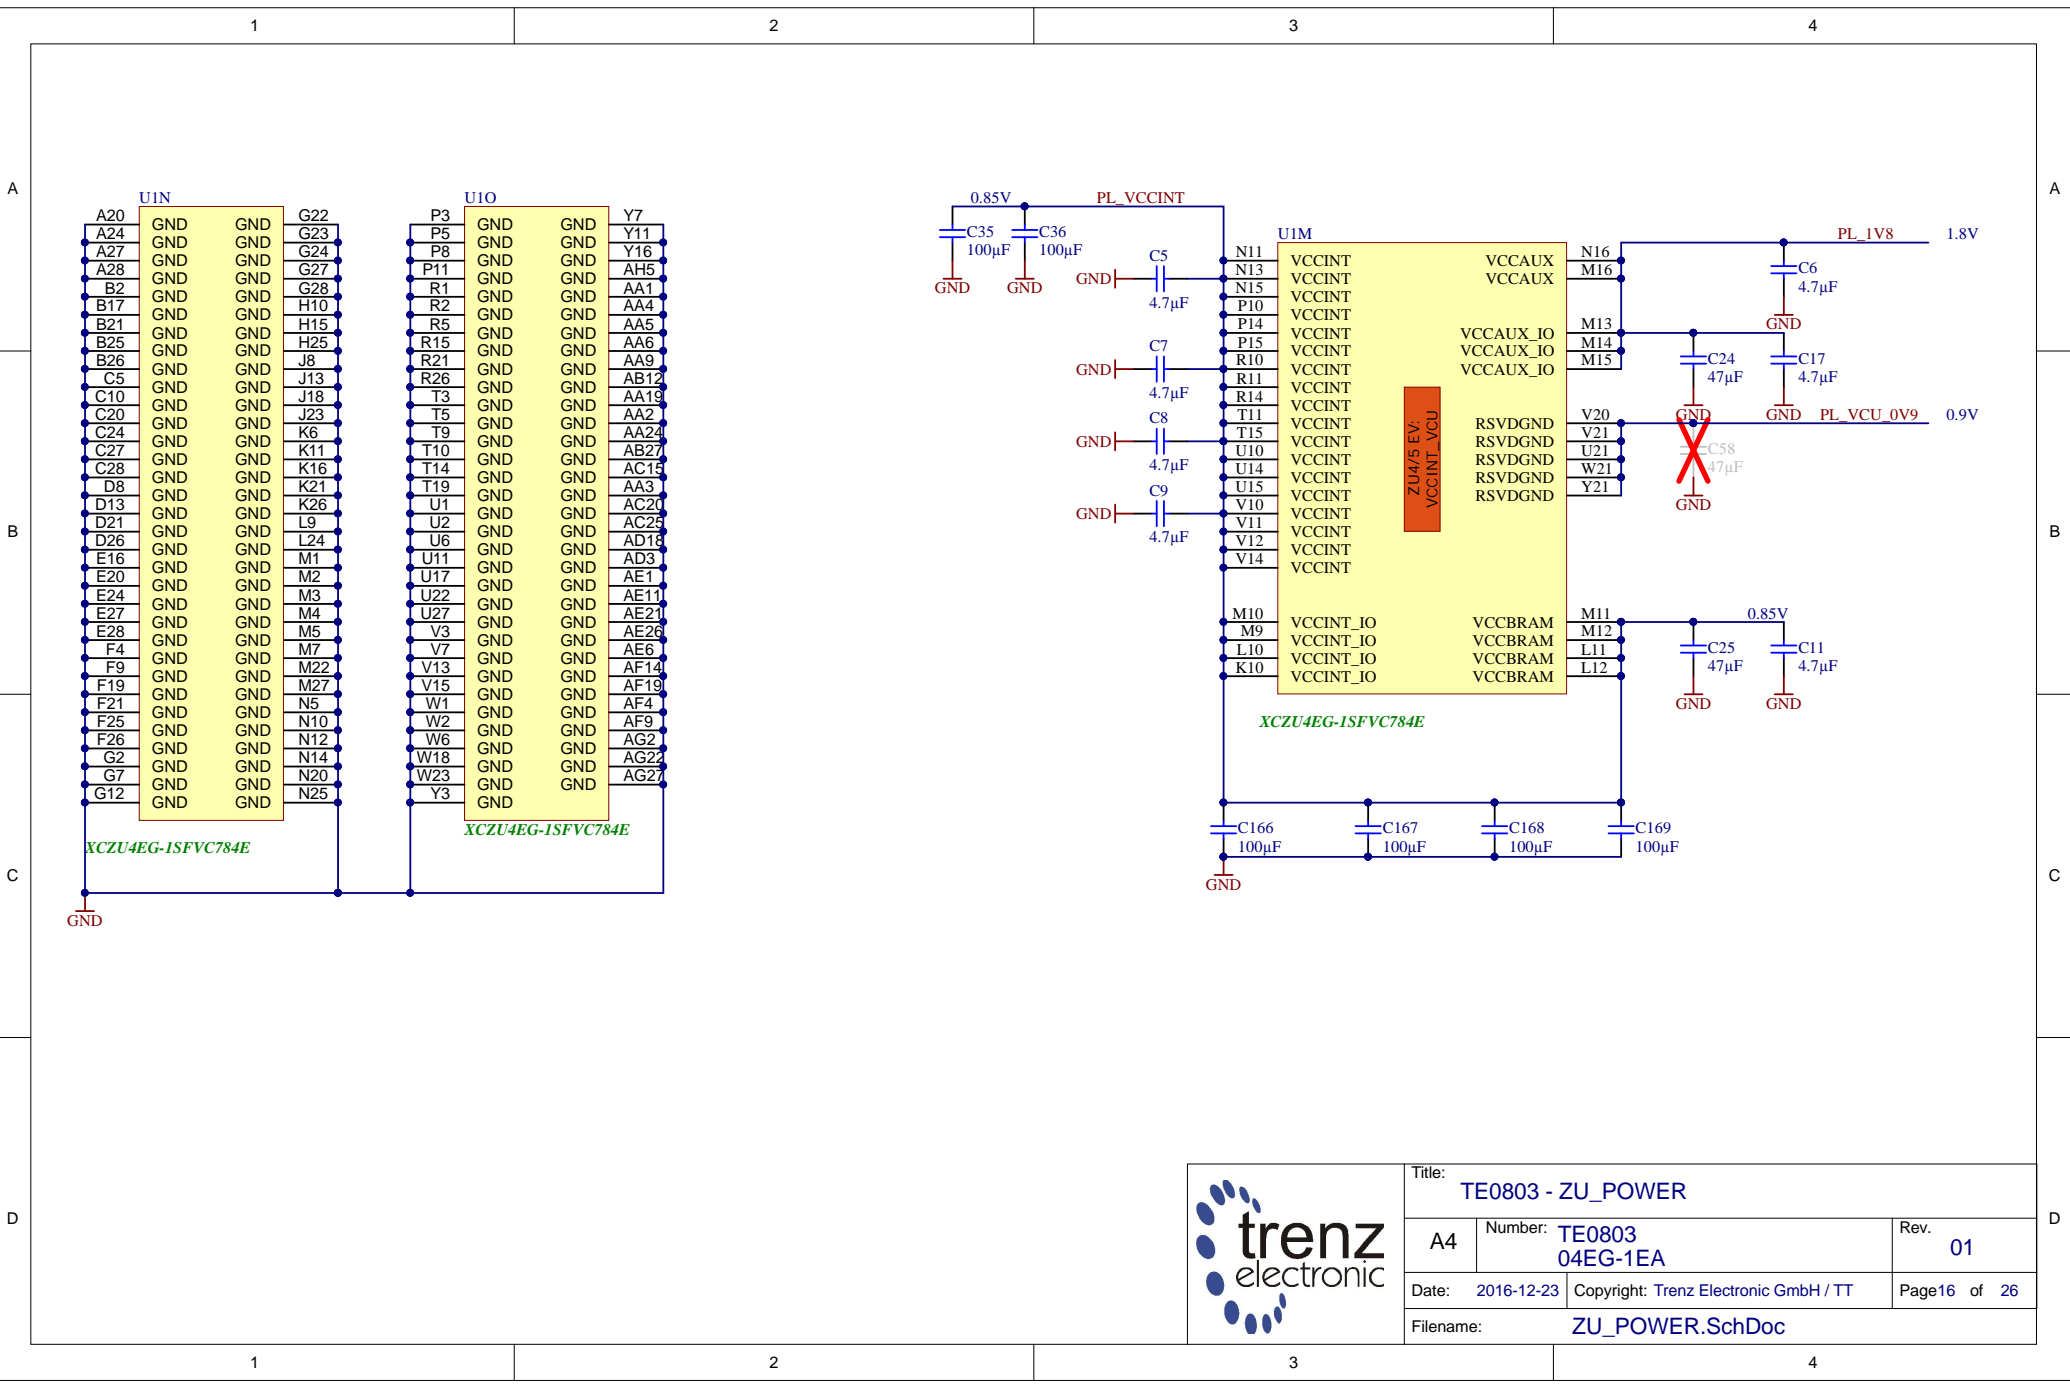 1 2 3 4
A A
B B
C C
D D
U1N
A20 GND GND G22
A24 GND GND G23
A27 GND GND G24
A28 GND GND G27
B2 GND GND G28
B17 GND GND H10
B21 GND GND H15
B25 GND GND H25
B26 GND GND J8
C5 GND GND J13
C10 GND GND J18
C20 GND GND J23
C24 GND GND K6
C27 GND GND K11
C28 GND GND K16
D8 GND GND K21
D13 GND GND K26
D21 GND GND L9
D26 GND GND L24
E16 GND GND M1
E20 GND GND M2
E24 GND GND M3
E27 GND GND M4
E28 GND GND M5
F4 GND GND M7
F9 GND GND M22
F19 GND GND M27
F21 GND GND N5
F25 GND GND N10
F26 GND GND N12
G2 GND GND N14
G7 GND GND N20
G12 GND GND N25
XCZU4EG-1SFVC784E
GND
U1O
P3 GND GND Y7
P5 GND GND Y11
P8 GND GND Y16
P11 GND GND AH5
R1 GND GND AA1
R2 GND GND AA4
R5 GND GND AA5
R15 GND GND AA6
R21 GND GND AA9
R26 GND GND AB12
T3 GND GND AA19
T5 GND GND AA2
T9 GND GND AA24
T10 GND GND AB27
T14 GND GND AC15
T19 GND GND AA3
U1 GND GND AC20
U2 GND GND AC25
U6 GND GND AD18
U11 GND GND AD3
U17 GND GND AE1
U22 GND GND AE11
U27 GND GND AE21
V3 GND GND AE26
V7 GND GND AE6
V13 GND GND AF14
V15 GND GND AF19
W1 GND GND AF4
W2 GND GND AF9
W6 GND GND AG2
W18 GND GND AG22
W23 GND GND AG27
Y3 GND
XCZU4EG-1SFVC784E
0.85V PL_VCCINT
C35 100µF GND
C36 100µF GND
GND C5 4.7µF
GND C7 4.7µF
GND C8 4.7µF
GND C9 4.7µF
U1M
N11 VCCINT
N13 VCCINT
N15 VCCINT
P10 VCCINT
P14 VCCINT
P15 VCCINT
R10 VCCINT
R11 VCCINT
R14 VCCINT
T11 VCCINT
T15 VCCINT
U10 VCCINT
U14 VCCINT
U15 VCCINT
V10 VCCINT
V11 VCCINT
V12 VCCINT
V14 VCCINT
M10 VCCINT_IO
M9 VCCINT_IO
L10 VCCINT_IO
K10 VCCINT_IO
ZU4/5 EV:
VCCINT_VCU
VCCAUX N16
VCCAUX M16
VCCAUX_IO M13
VCCAUX_IO M14
VCCAUX_IO M15
RSVDGND V20
RSVDGND V21
RSVDGND U21
RSVDGND W21
RSVDGND Y21
VCCBRAM M11
VCCBRAM M12
VCCBRAM L11
VCCBRAM L12
XCZU4EG-1SFVC784E
PL_1V8 1.8V
C6 4.7µF GND
C24 47µF GND
C17 4.7µF GND
PL_VCU_0V9 0.9V
C58 47µF GND
0.85V
C25 47µF GND
C11 4.7µF GND
C166 100µF
C167 100µF
C168 100µF
C169 100µF
GND
trenz
electronic
Title:
TE0803 - ZU_POWER
A4 Number: TE0803
04EG-1EA
Rev.
01
Date: 2016-12-23 Copyright: Trenz Electronic GmbH / TT Page16 of 26
Filename: ZU_POWER.SchDoc
1 2 3 4